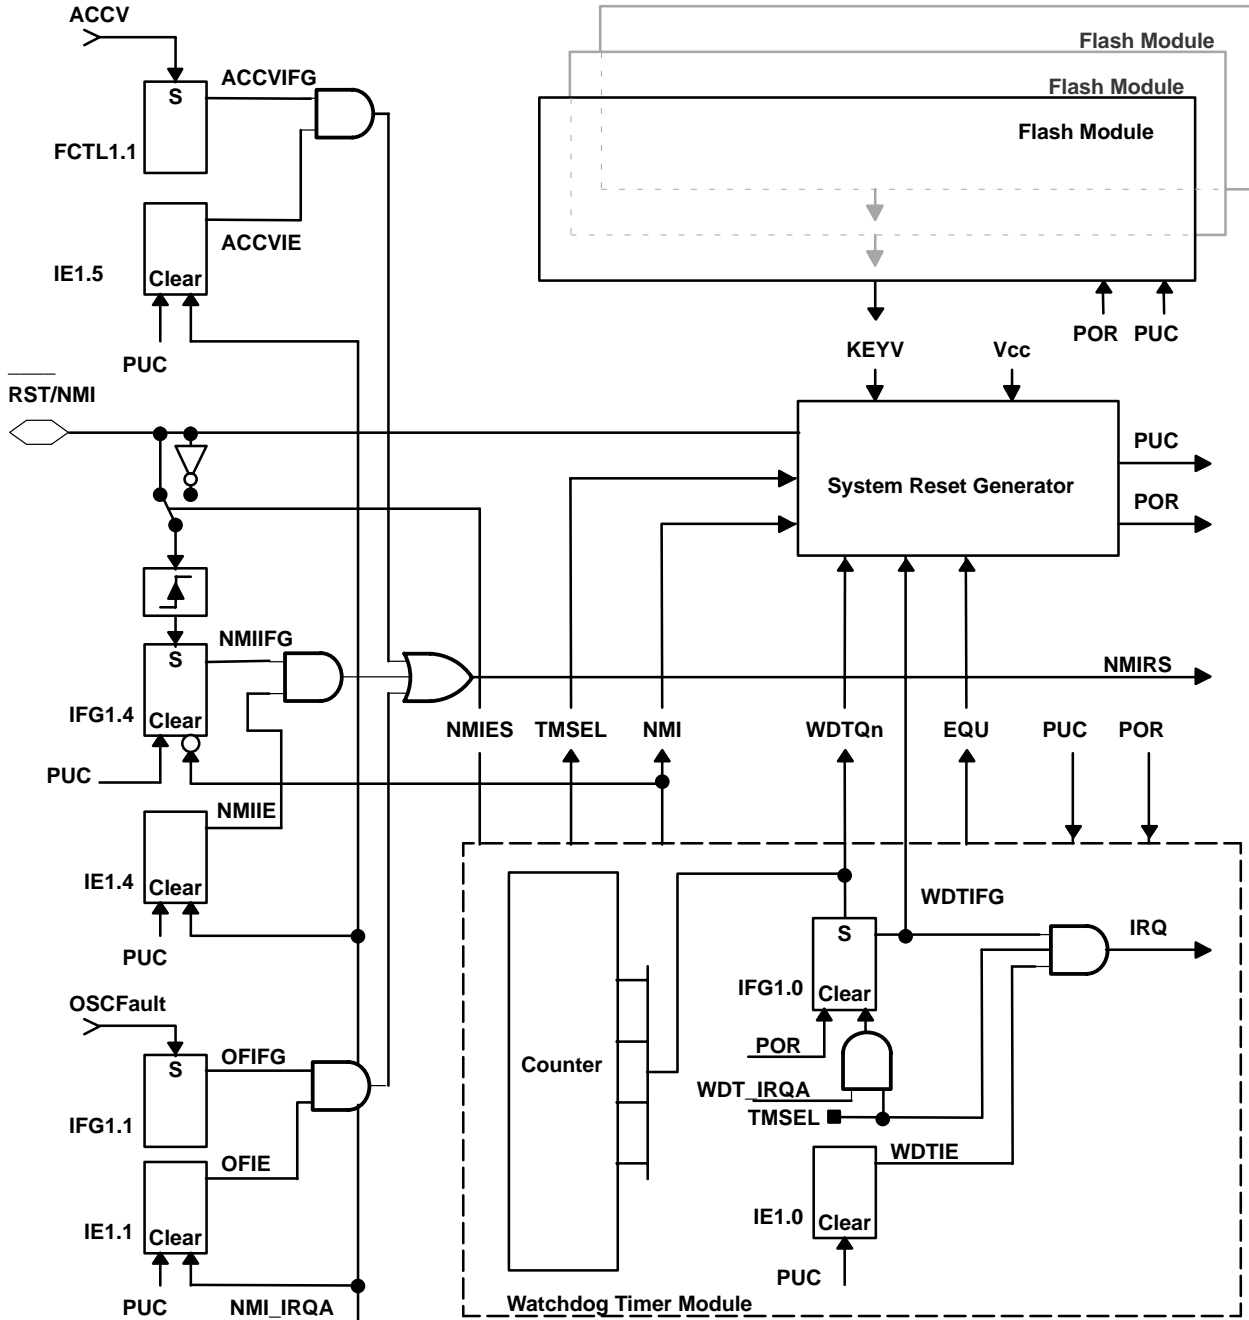 ACCV
Flash Module
Flash Module
Flash Module
S
ACCVIFG
FCTL1.1
ACCVIE
IE1.5
Clear
PUC
POR
PUC
KEYV
Vcc
RST/NMI
System Reset Generator
PUC
POR
NMIIFG
S
IFG1.4
Clear
NMIRS
NMIES
TMSEL
NMI
WDTQn
EQU
PUC
POR
PUC
NMIIE
IE1.4
Clear
PUC
WDTIFG
S
IRQ
IFG1.0
Clear
OSCFault
S
OFIFG
Counter
POR
WDT_IRQA
TMSEL
IFG1.1
OFIE
WDTIE
IE1.1
Clear
IE1.0
Clear
PUC
PUC
NMI_IRQA
Watchdog Timer Module